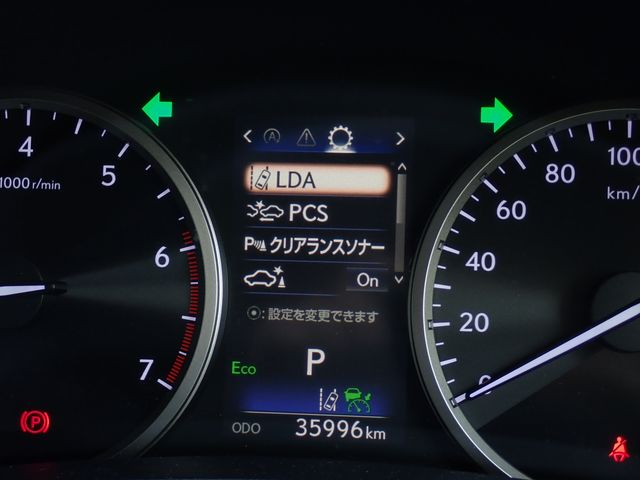 4
5
6
7
1000 r/min
LDA
PCS
P クリアランスソナー
On
⦿: 設定を変更できます
Eco
P
ODO 35996 km
P
100
80
60
40
20
0
km/
A